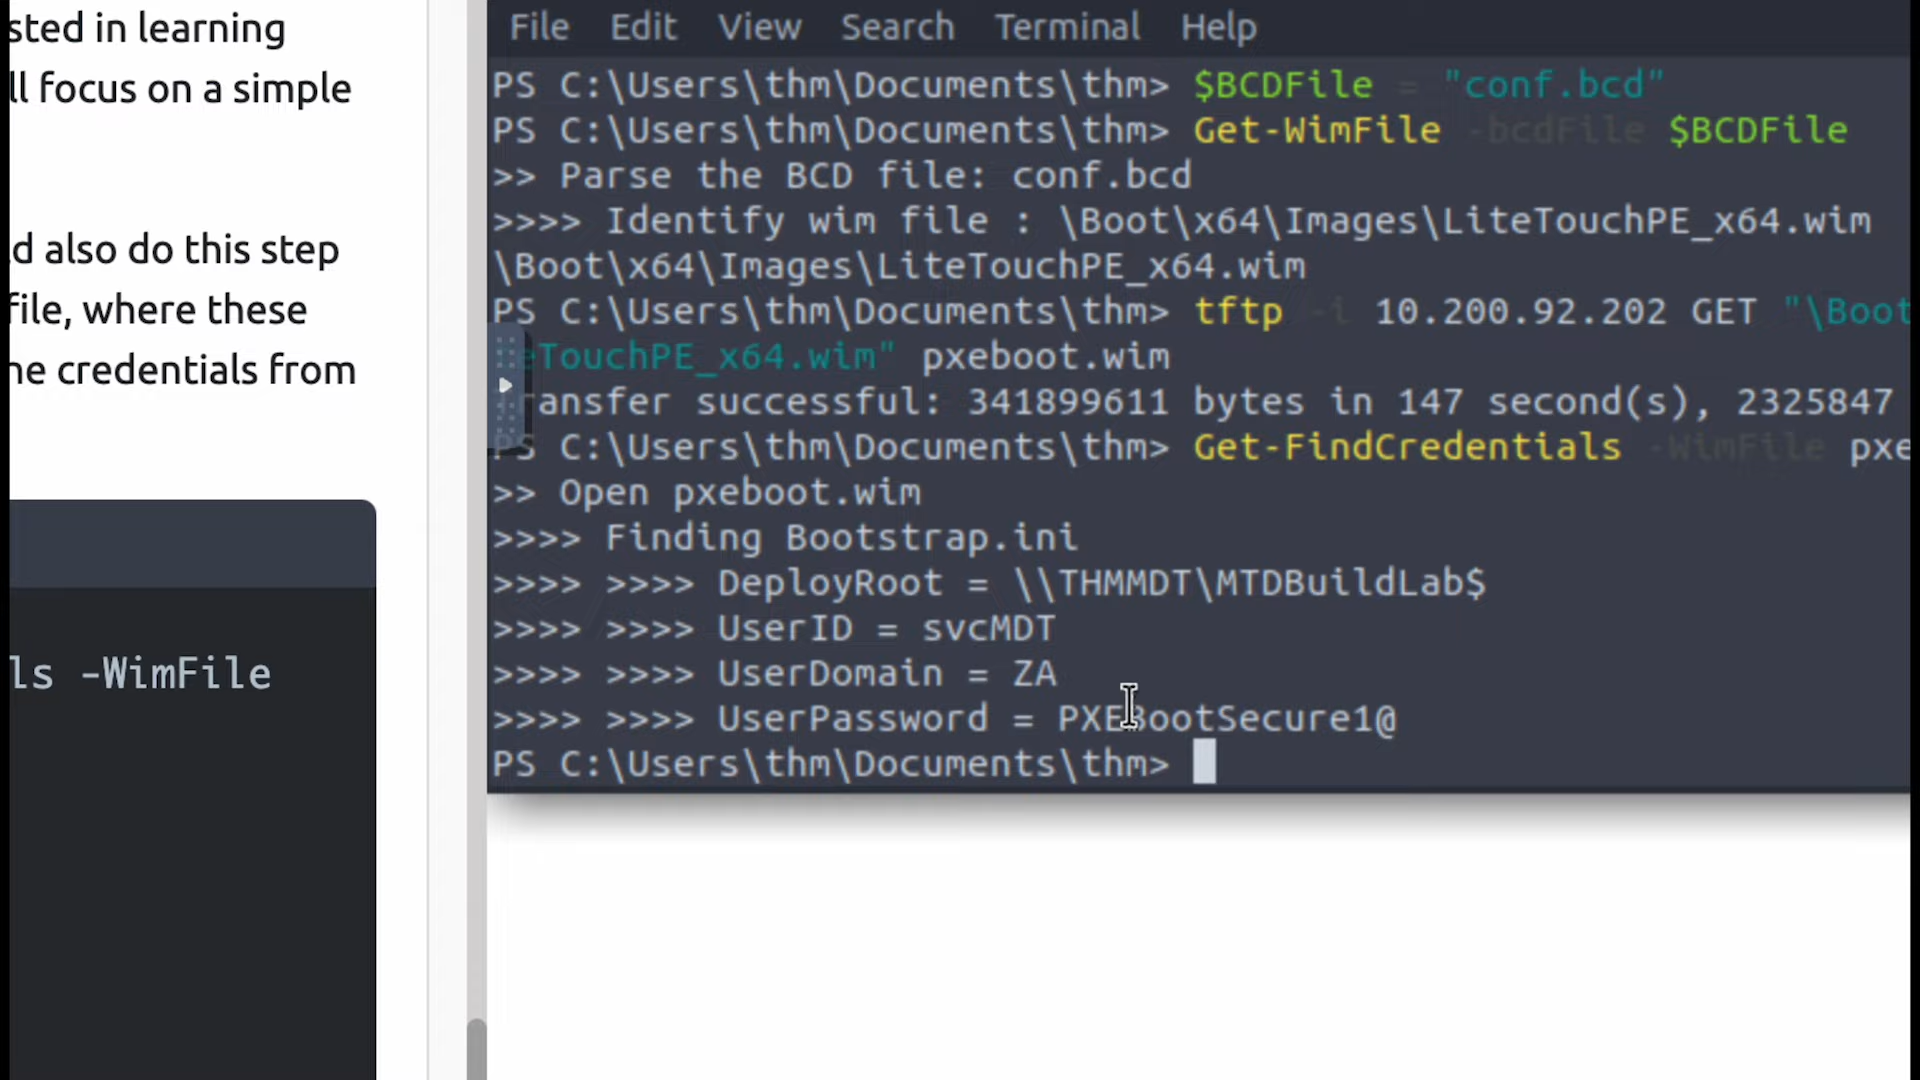 sted in learning
ll focus on a simple
d also do this step
file, where these
he credentials from
ls -WimFile
File Edit View Search Terminal Help
PS C:\Users\thm\Documents\thm> $BCDFile = "conf.bcd"
PS C:\Users\thm\Documents\thm> Get-WimFile -bcdFile $BCDFile
>> Parse the BCD file: conf.bcd
>>>> Identify wim file : \Boot\x64\Images\LiteTouchPE_x64.wim
\Boot\x64\Images\LiteTouchPE_x64.wim
PS C:\Users\thm\Documents\thm> tftp -i 10.200.92.202 GET "\Boot
eTouchPE_x64.wim" pxeboot.wim
ransfer successful: 341899611 bytes in 147 second(s), 2325847
PS C:\Users\thm\Documents\thm> Get-FindCredentials -WimFile pxe
>> Open pxeboot.wim
>>>> Finding Bootstrap.ini
>>>> >>>> DeployRoot = \\THMMDT\MTDBuildLab$
>>>> >>>> UserID = svcMDT
>>>> >>>> UserDomain = ZA
>>>> >>>> UserPassword = PXEBootSecure1@
PS C:\Users\thm\Documents\thm>